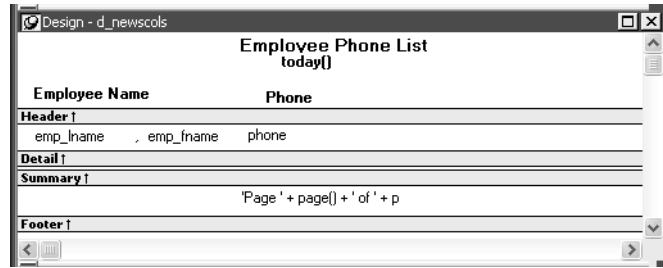 Design - d_newscols
Employee Phone List
today()
Employee Name Phone
Header ↑
emp_lname , emp_fname phone
Detail ↑
Summary ↑
'Page ' + page() + ' of ' + p
Footer ↑